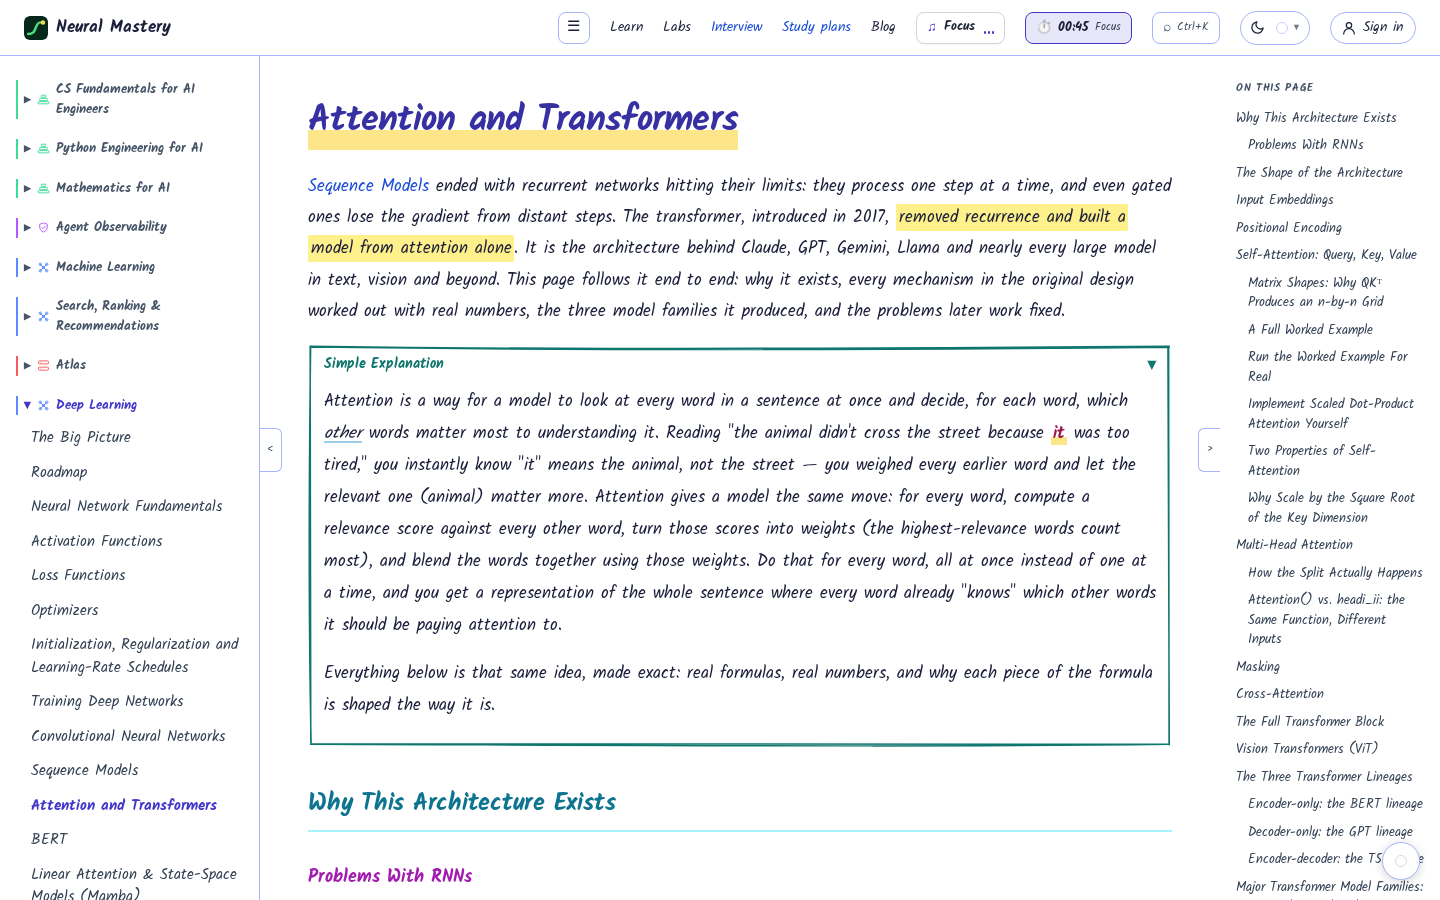 Neural Mastery
☰
Learn
Labs
Interview
Study plans
Blog
♫ Focus ...
00:45 Focus
Ctrl+K
Sign in
CS Fundamentals for AI
Engineers
Python Engineering for AI
Mathematics for AI
Agent Observability
Machine Learning
Search, Ranking &
Recommendations
Atlas
Deep Learning
The Big Picture
Roadmap
Neural Network Fundamentals
Activation Functions
Loss Functions
Optimizers
Initialization, Regularization and
Learning-Rate Schedules
Training Deep Networks
Convolutional Neural Networks
Sequence Models
Attention and Transformers
BERT
Linear Attention & State-Space
Models (Mamba)
<
Attention and Transformers
Sequence Models ended with recurrent networks hitting their limits: they process one step at a time, and even gated
ones lose the gradient from distant steps. The transformer, introduced in 2017, removed recurrence and built a
model from attention alone. It is the architecture behind Claude, GPT, Gemini, Llama and nearly every large model
in text, vision and beyond. This page follows it end to end: why it exists, every mechanism in the original design
worked out with real numbers, the three model families it produced, and the problems later work fixed.
Simple Explanation
Attention is a way for a model to look at every word in a sentence at once and decide, for each word, which
other words matter most to understanding it. Reading "the animal didn't cross the street because it was too
tired," you instantly know "it" means the animal, not the street — you weighed every earlier word and let the
relevant one (animal) matter more. Attention gives a model the same move: for every word, compute a
relevance score against every other word, turn those scores into weights (the highest-relevance words count
most), and blend the words together using those weights. Do that for every word, all at once instead of one at
a time, and you get a representation of the whole sentence where every word already "knows" which other words
it should be paying attention to.
Everything below is that same idea, made exact: real formulas, real numbers, and why each piece of the formula
is shaped the way it is.
Why This Architecture Exists
Problems With RNNs
>
ON THIS PAGE
Why This Architecture Exists
Problems With RNNs
The Shape of the Architecture
Input Embeddings
Positional Encoding
Self-Attention: Query, Key, Value
Matrix Shapes: Why QKᵀ
Produces an n-by-n Grid
A Full Worked Example
Run the Worked Example For
Real
Implement Scaled Dot-Product
Attention Yourself
Two Properties of Self-
Attention
Why Scale by the Square Root
of the Key Dimension
Multi-Head Attention
How the Split Actually Happens
Attention() vs. headi_ii: the
Same Function, Different
Inputs
Masking
Cross-Attention
The Full Transformer Block
Vision Transformers (ViT)
The Three Transformer Lineages
Encoder-only: the BERT lineage
Decoder-only: the GPT lineage
Encoder-decoder: the
Major Transformer Model Families: